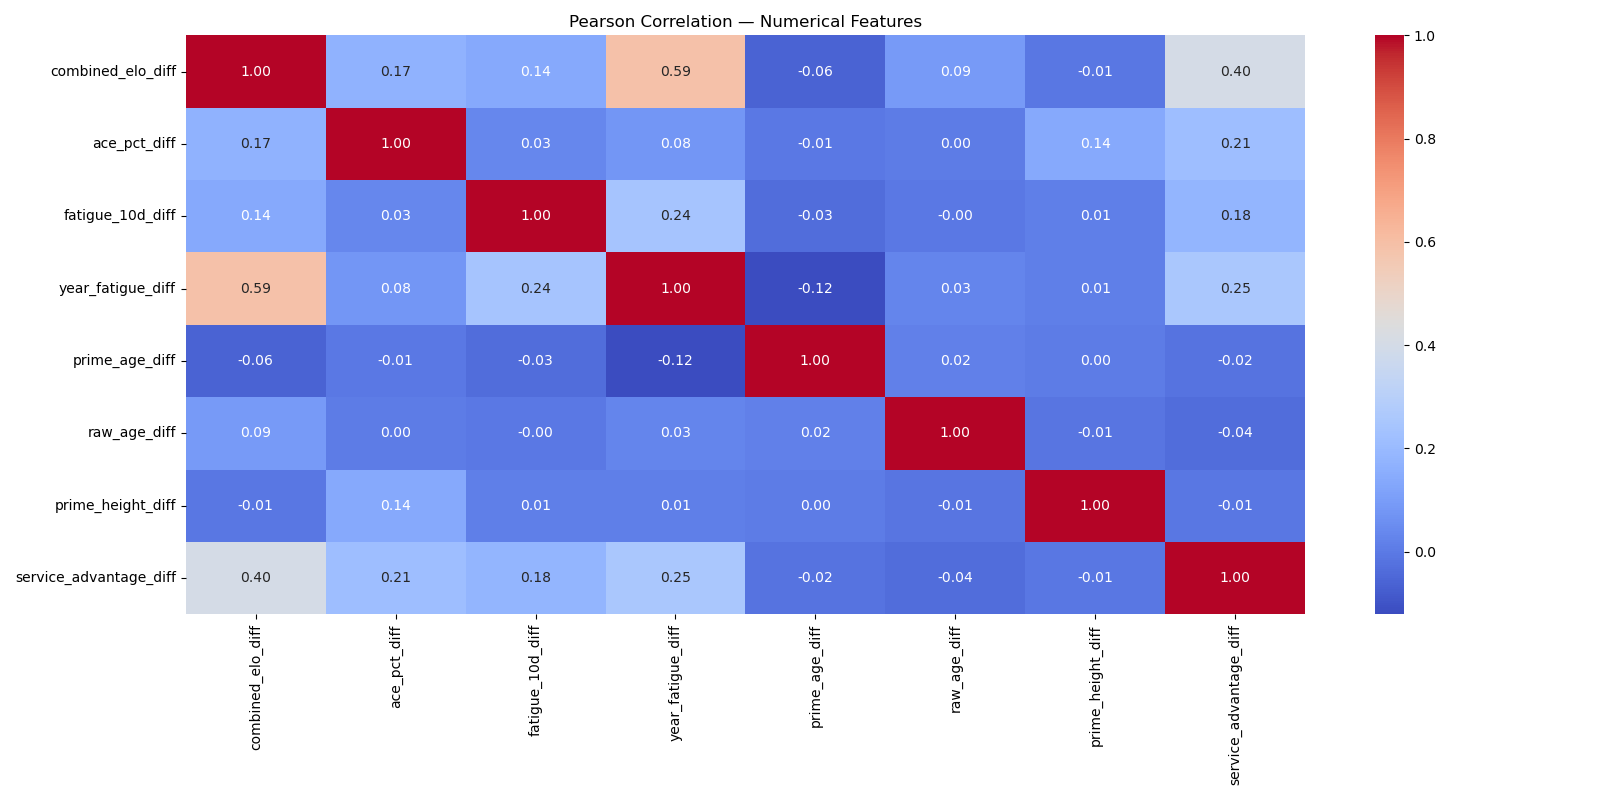 Pearson Correlation — Numerical Features
combined_elo_diff 1.00 0.17 0.14 0.59 -0.06 0.09 -0.01 0.40
ace_pct_diff 0.17 1.00 0.03 0.08 -0.01 0.00 0.14 0.21
fatigue_10d_diff 0.14 0.03 1.00 0.24 -0.03 -0.00 0.01 0.18
year_fatigue_diff 0.59 0.08 0.24 1.00 -0.12 0.03 0.01 0.25
prime_age_diff -0.06 -0.01 -0.03 -0.12 1.00 0.02 0.00 -0.02
raw_age_diff 0.09 0.00 -0.00 0.03 0.02 1.00 -0.01 -0.04
prime_height_diff -0.01 0.14 0.01 0.01 0.00 -0.01 1.00 -0.01
service_advantage_diff 0.40 0.21 0.18 0.25 -0.02 -0.04 -0.01 1.00
combined_elo_diff
ace_pct_diff
fatigue_10d_diff
year_fatigue_diff
prime_age_diff
raw_age_diff
prime_height_diff
service_advantage_diff
1.0
0.8
0.6
0.4
0.2
0.0